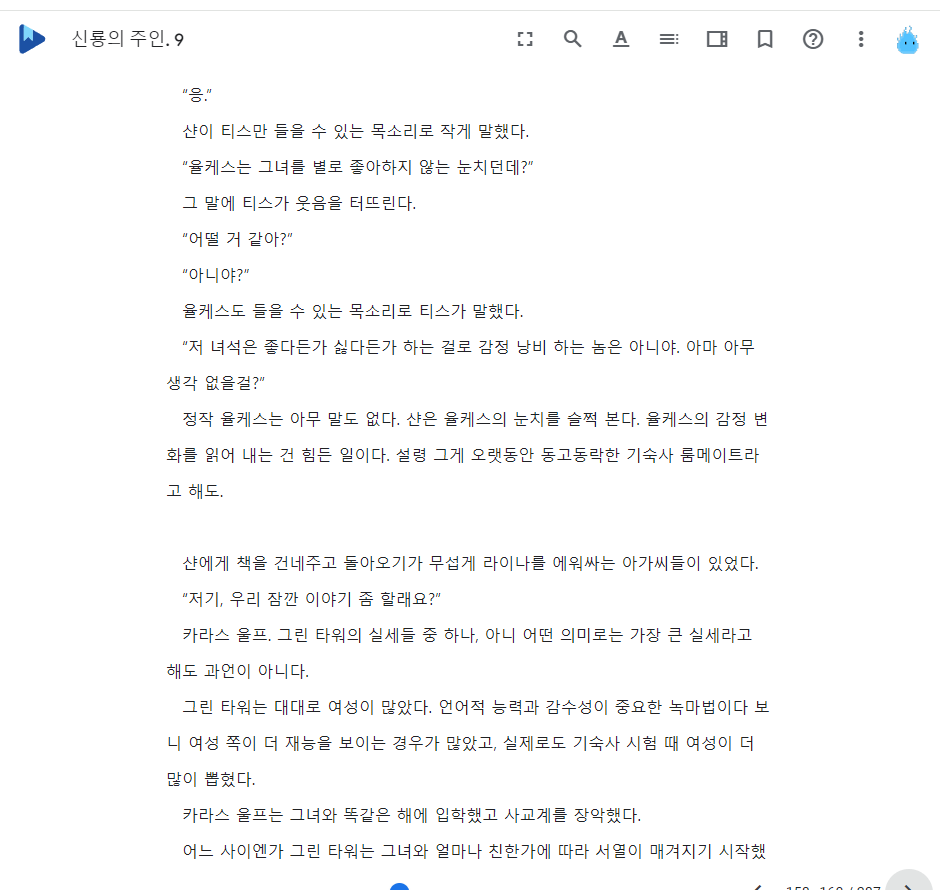 신룡의 주인. 9
“응.”
샨이 티스만 들을 수 있는 목소리로 작게 말했다.
“율케스는 그녀를 별로 좋아하지 않는 눈치던데?”
그 말에 티스가 웃음을 터뜨린다.
“어떨 거 같아?”
“아니야?”
율케스도 들을 수 있는 목소리로 티스가 말했다.
“저 녀석은 좋다든가 싫다든가 하는 걸로 감정 낭비 하는 놈은 아니야. 아마 아무
생각 없을걸?”
정작 율케스는 아무 말도 없다. 샨은 율케스의 눈치를 슬쩍 본다. 율케스의 감정 변
화를 읽어 내는 건 힘든 일이다. 설령 그게 오랫동안 동고동락한 기숙사 룸메이트라
고 해도.
샨에게 책을 건네주고 돌아오기가 무섭게 라이나를 에워싸는 아가씨들이 있었다.
“저기, 우리 잠깐 이야기 좀 할래요?”
카라스 울프. 그린 타워의 실세들 중 하나, 아니 어떤 의미로는 가장 큰 실세라고
해도 과언이 아니다.
그린 타워는 대대로 여성이 많았다. 언어적 능력과 감수성이 중요한 녹마법이다 보
니 여성 쪽이 더 재능을 보이는 경우가 많았고, 실제로도 기숙사 시험 때 여성이 더
많이 뽑혔다.
카라스 울프는 그녀와 똑같은 해에 입학했고 사교계를 장악했다.
어느 사이엔가 그린 타워는 그녀와 얼마나 친한가에 따라 서열이 매겨지기 시작했